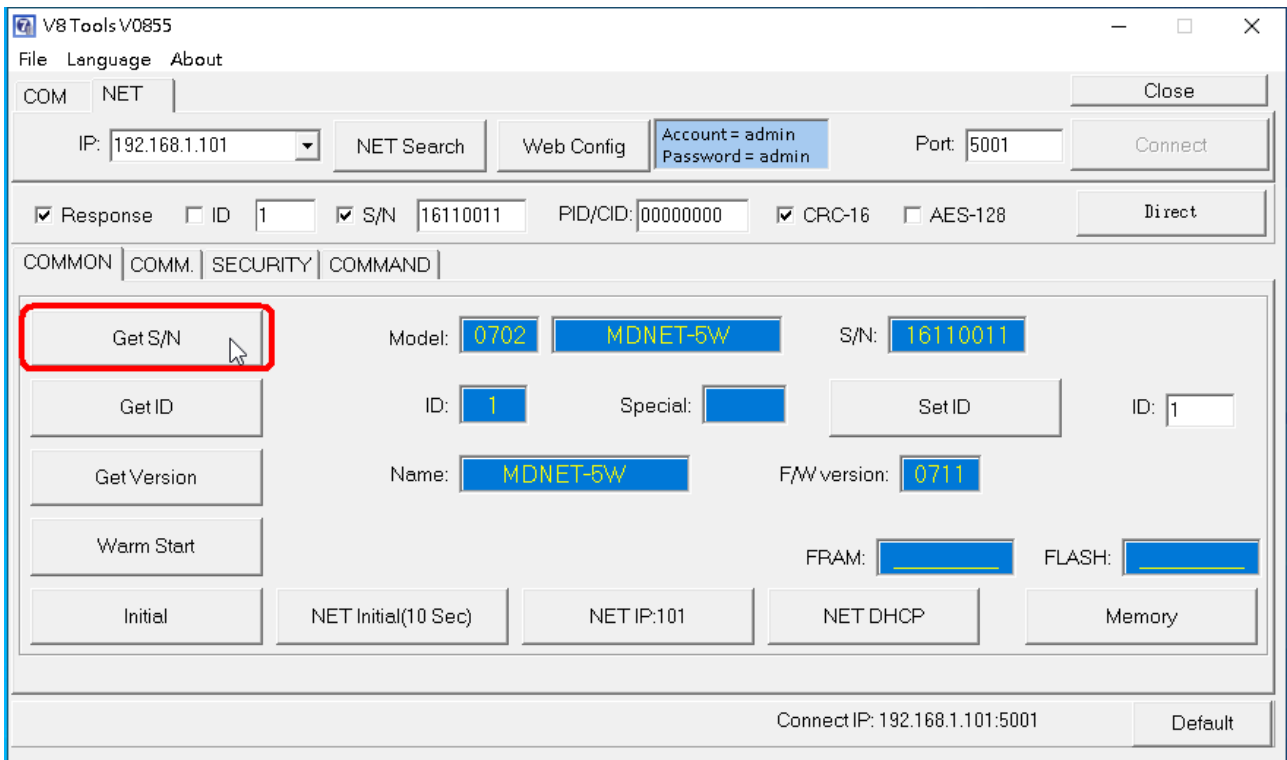 V8 Tools V0855
File Language About
COM NET Close
IP: 192.168.1.101 NET Search Web Config Account = admin Port: 5001 Connect
Password = admin
Response ID 1 S/N 16110011 PID/CID: 00000000 CRC-16 AES-128 Direct
COMMON COMM. SECURITY COMMAND
Get S/N Model: 0702 MDNET-5W S/N: 16110011
Get ID ID: 1 Special: Set ID ID: 1
Get Version Name: MDNET-5W F/W version: 0711
Warm Start FRAM: FLASH:
Initial NET Initial(10 Sec) NET IP:101 NET DHCP Memory
Connect IP: 192.168.1.101:5001 Default